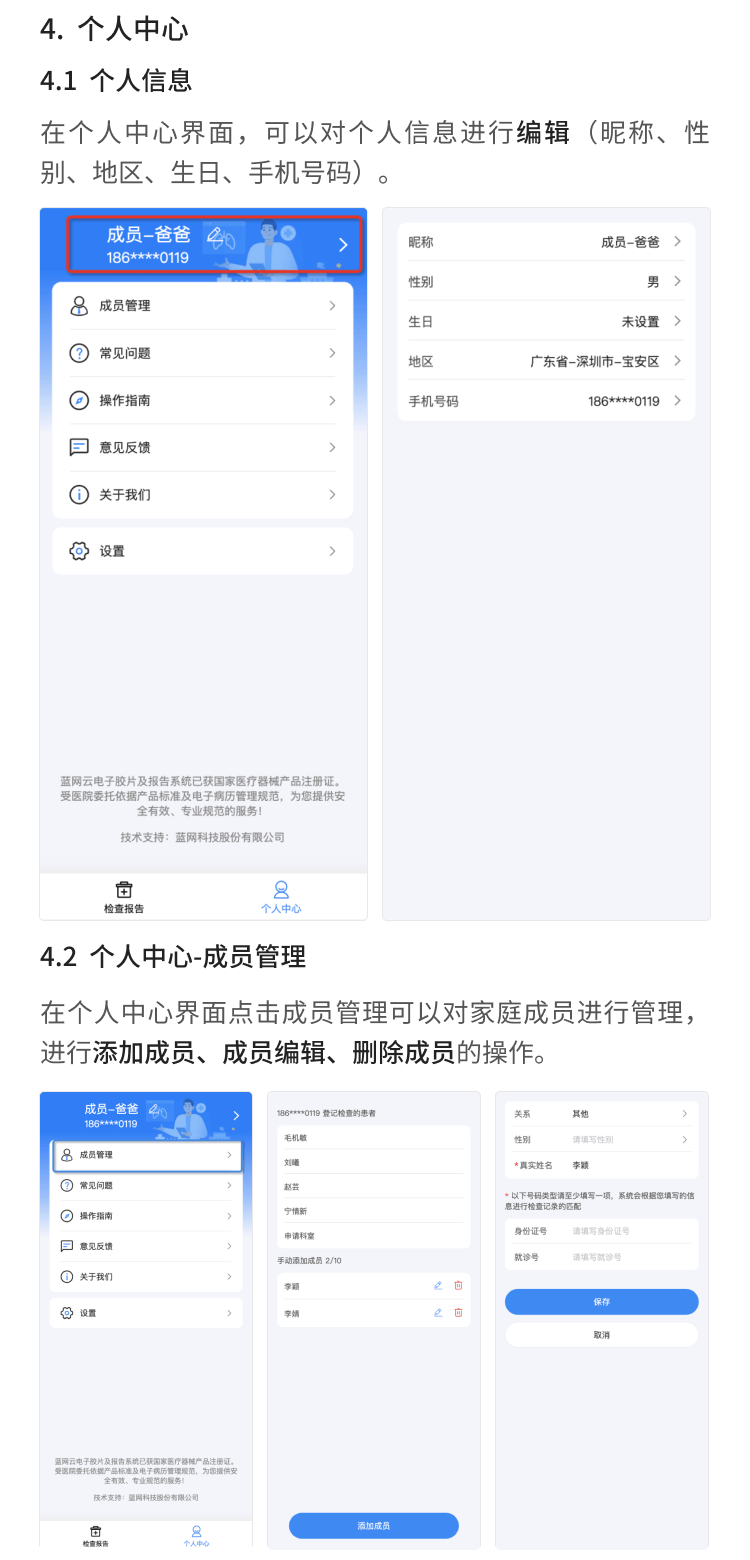 4. 个人中心
4.1 个人信息
在个人中心界面，可以对个人信息进行编辑（昵称、性
别、地区、生日、手机号码）。
成员-爸爸
186****0119
成员管理
常见问题
操作指南
意见反馈
关于我们
设置
蓝网云电子胶片及报告系统已获国家医疗器械产品注册证。
受医院委托依据产品标准及电子病历管理规范，为您提供安
全有效、专业规范的服务！
技术支持：蓝网科技股份有限公司
检查报告 个人中心
昵称 成员-爸爸
性别 男
生日 未设置
地区 广东省-深圳市-宝安区
手机号码 186****0119
4.2 个人中心-成员管理
在个人中心界面点击成员管理可以对家庭成员进行管理，
进行添加成员、成员编辑、删除成员的操作。
成员-爸爸
186****0119
成员管理
常见问题
操作指南
意见反馈
关于我们
设置
蓝网云电子胶片及报告系统已获国家医疗器械产品注册证。
受医院委托依据产品标准及电子病历管理规范，为您提供安
全有效、专业规范的服务！
技术支持：蓝网科技股份有限公司
检查报告 个人中心
186****0119 登记检查的患者
毛机敏
刘曦
赵芸
宁情新
申请科室
手动添加成员 2/10
李颖
李婧
添加成员
关系 其他
性别 请填写性别
*真实姓名 李颖
* 以下号码类型请至少填写一项，系统会根据您填写的信
息进行检查记录的匹配
身份证号 请填写身份证号
就诊号 请填写就诊号
保存
取消